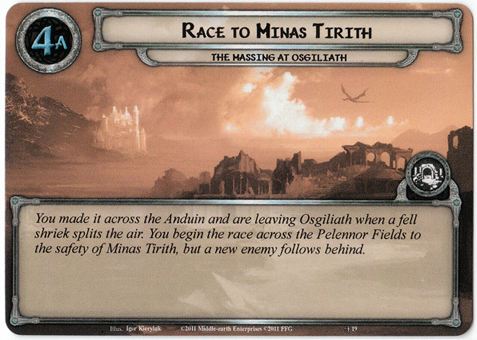 4A
RACE TO MINAS TIRITH
THE MASSING AT OSGILIATH
You made it across the Anduin and are leaving Osgiliath when a fell
shriek splits the air. You begin the race across the Pelennor Fields to
the safety of Minas Tirith, but a new enemy follows behind.
Illus. Igor Kieryluk ©2011 Middle-earth Enterprises ©2011 FFG 39